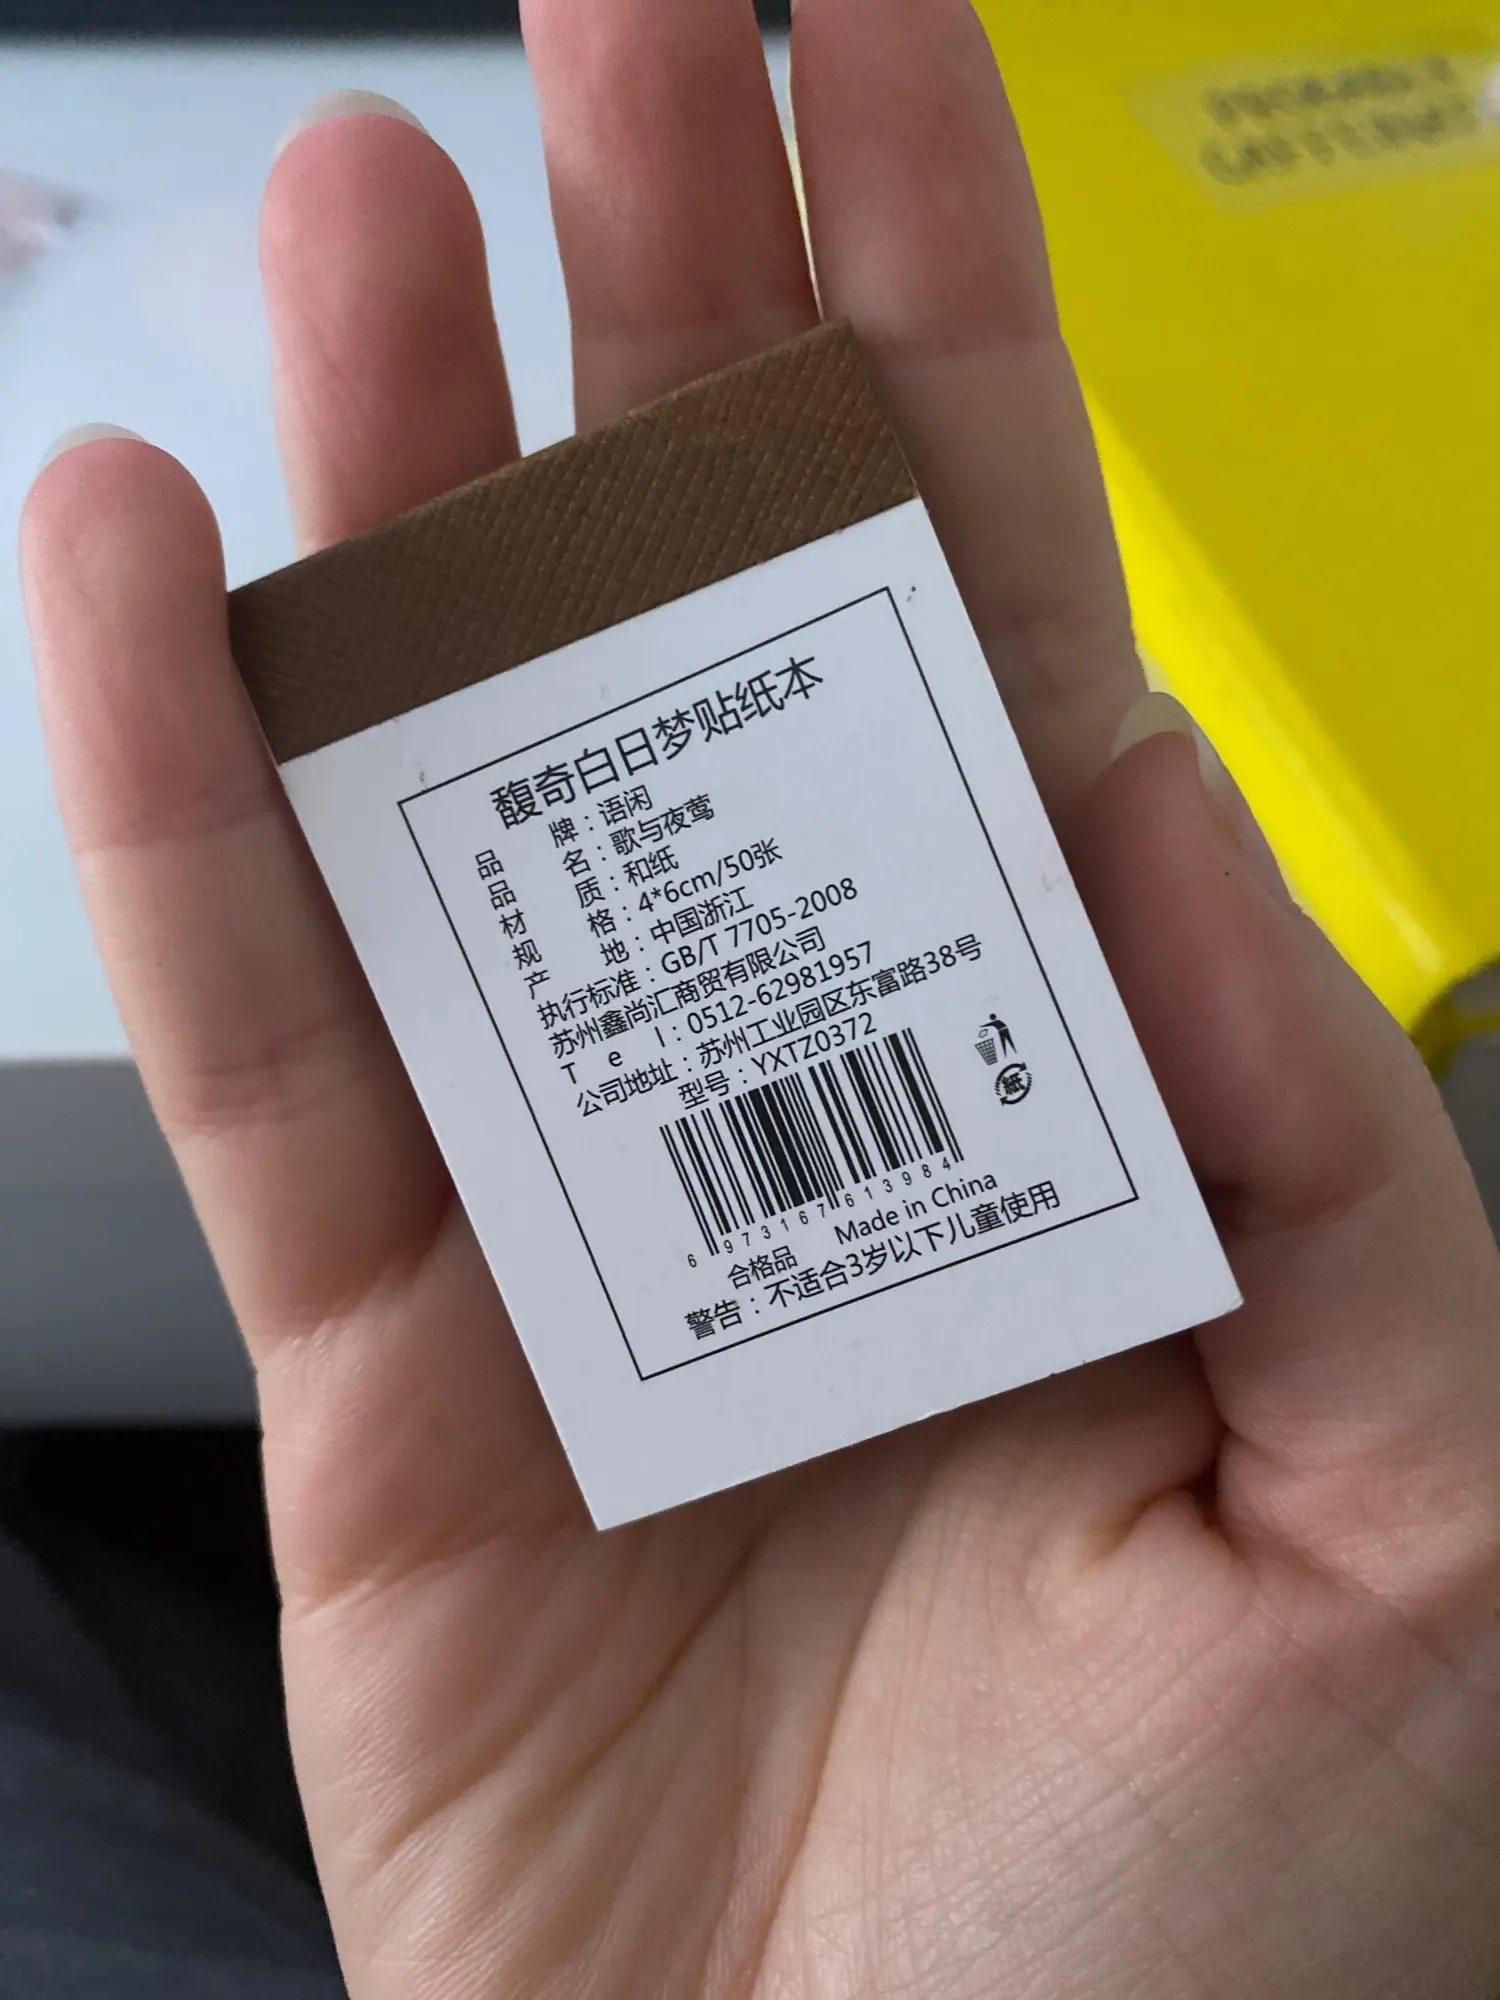 馥奇白日梦贴纸本
品 牌：语闲
品 名：歌与夜莺
材 质：和纸
规 格：4*6cm/50张
产 地：中国浙江
执行标准：GB/T 7705-2008
苏州鑫尚汇商贸有限公司
T e l：0512-62981957
公司地址：苏州工业园区东富路38号
型号：YXTZ0372
紙
6 973167 613984
合格品 Made in China
警告：不适合3岁以下儿童使用